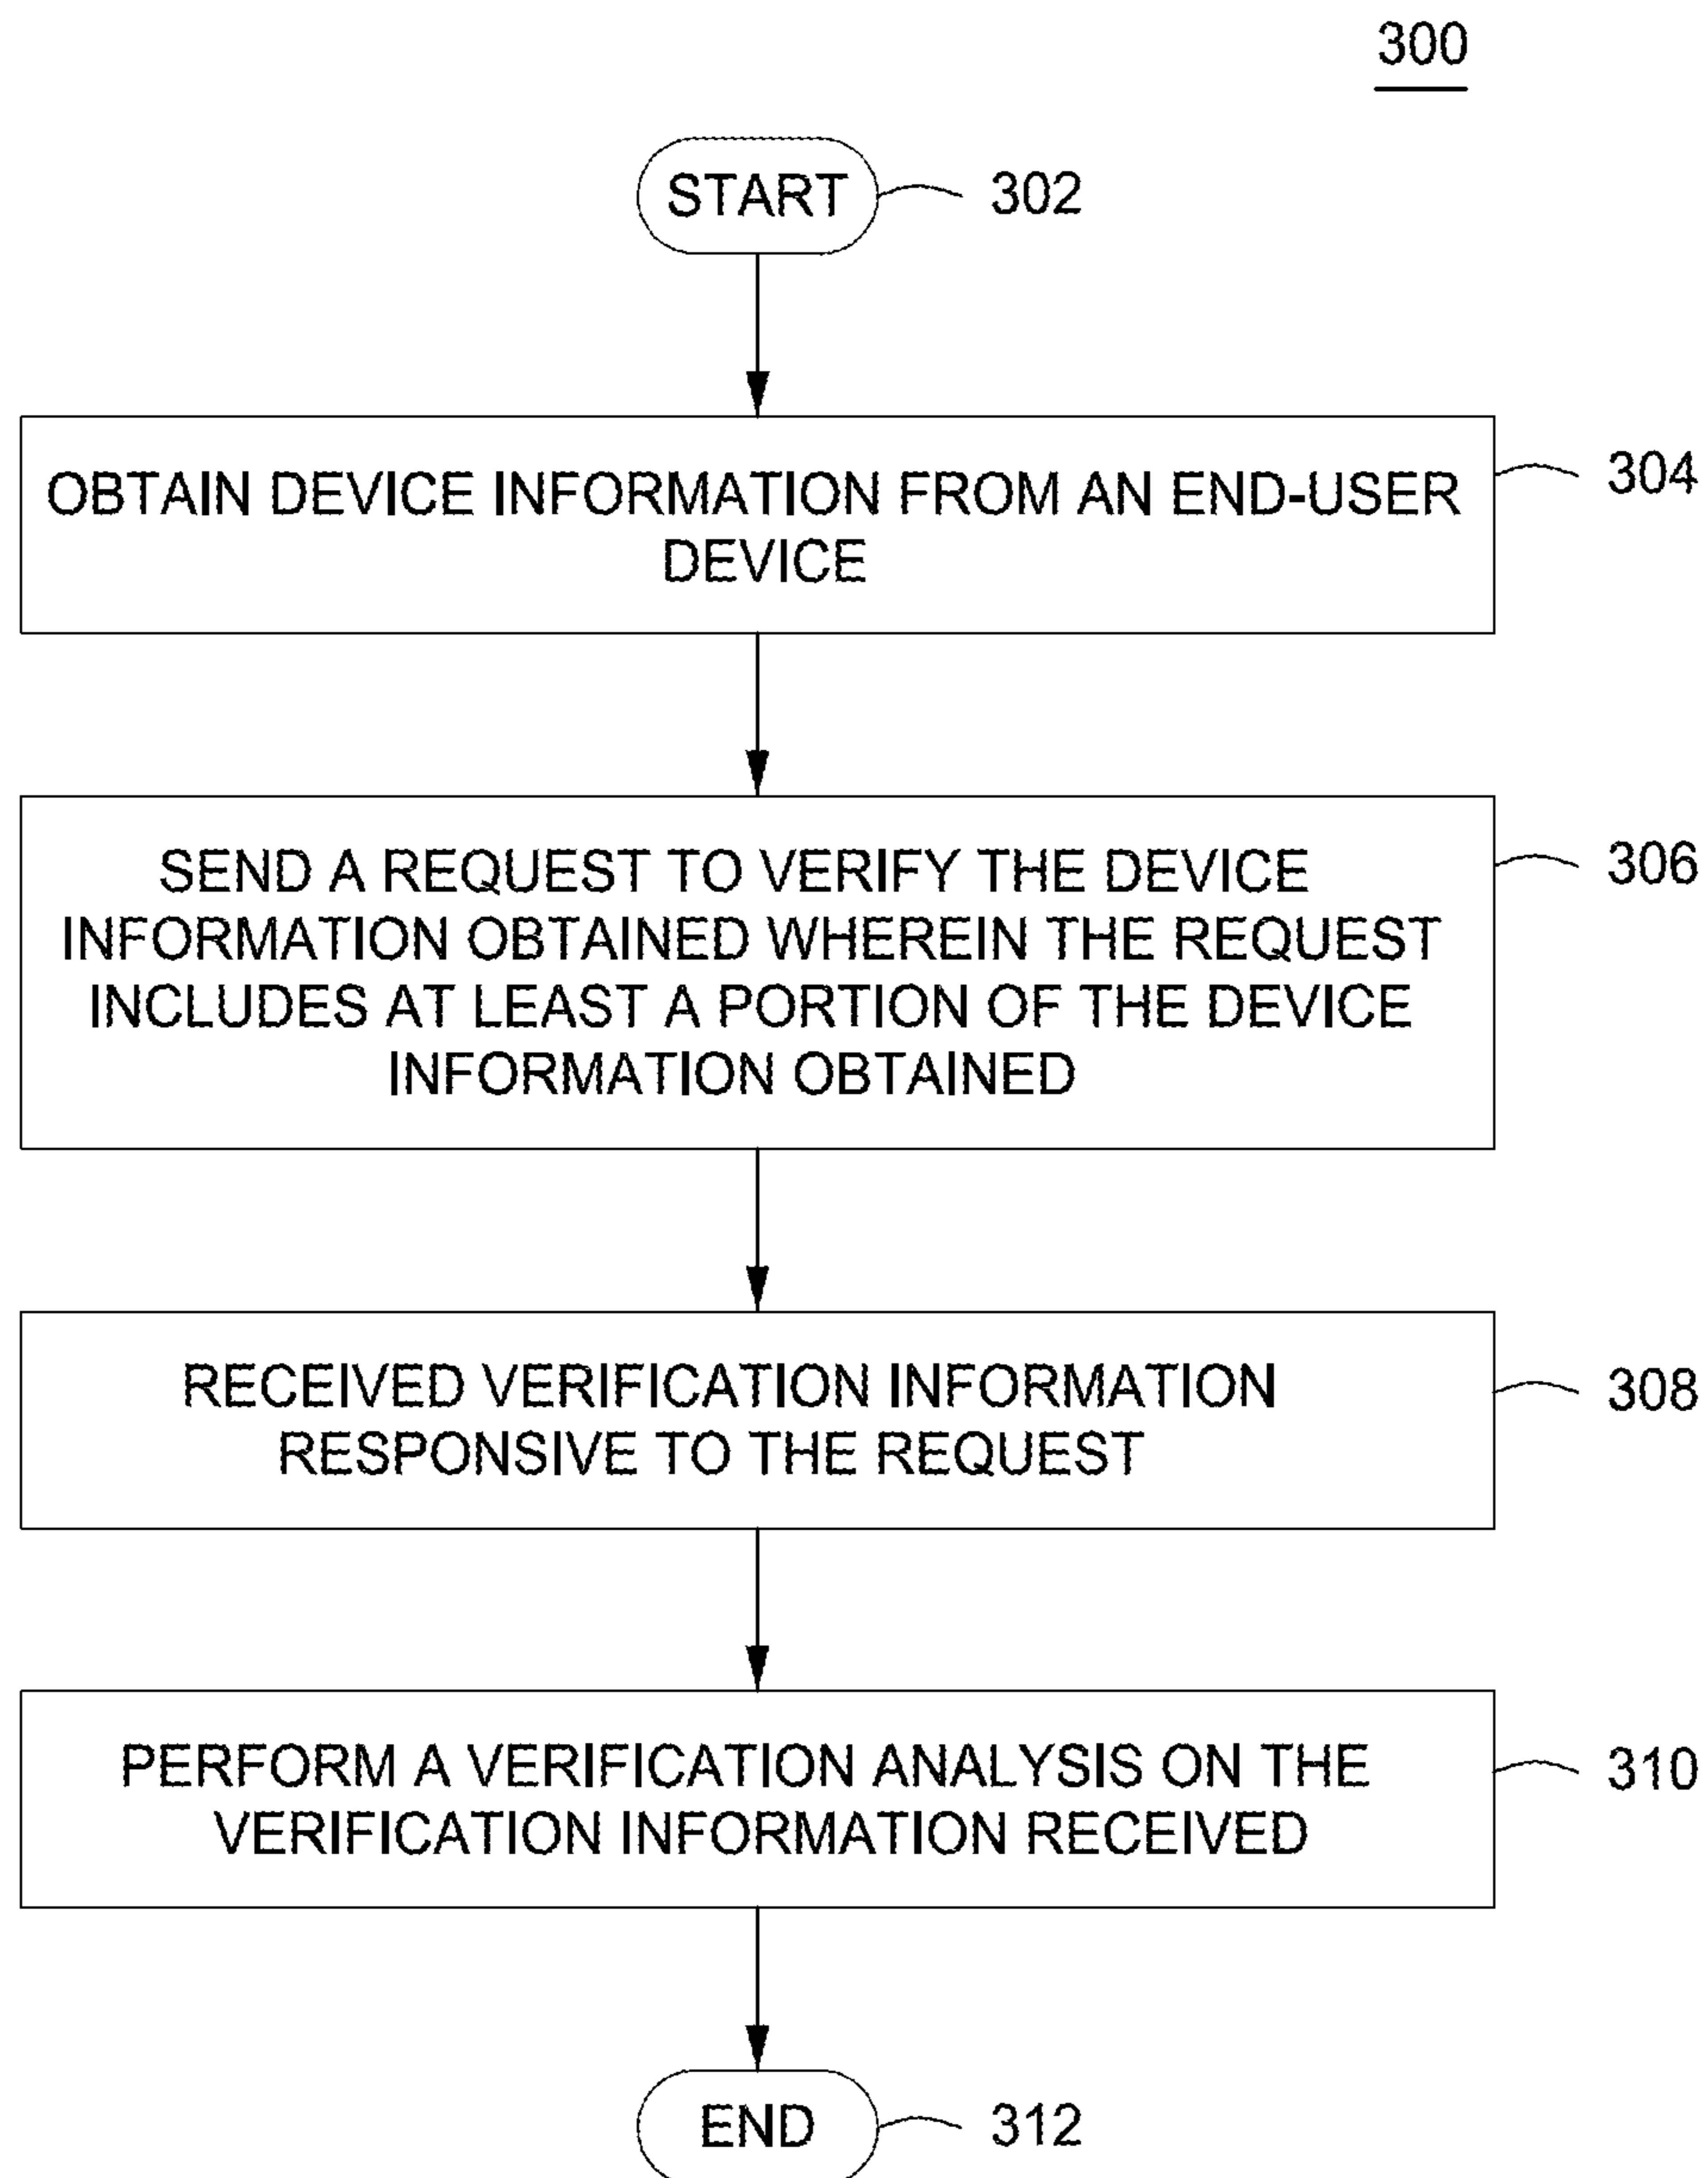 300
START
302
OBTAIN DEVICE INFORMATION FROM AN END-USER
DEVICE
304
SEND A REQUEST TO VERIFY THE DEVICE
INFORMATION OBTAINED WHEREIN THE REQUEST
INCLUDES AT LEAST A PORTION OF THE DEVICE
INFORMATION OBTAINED
306
RECEIVED VERIFICATION INFORMATION
RESPONSIVE TO THE REQUEST
308
PERFORM A VERIFICATION ANALYSIS ON THE
VERIFICATION INFORMATION RECEIVED
310
END
312